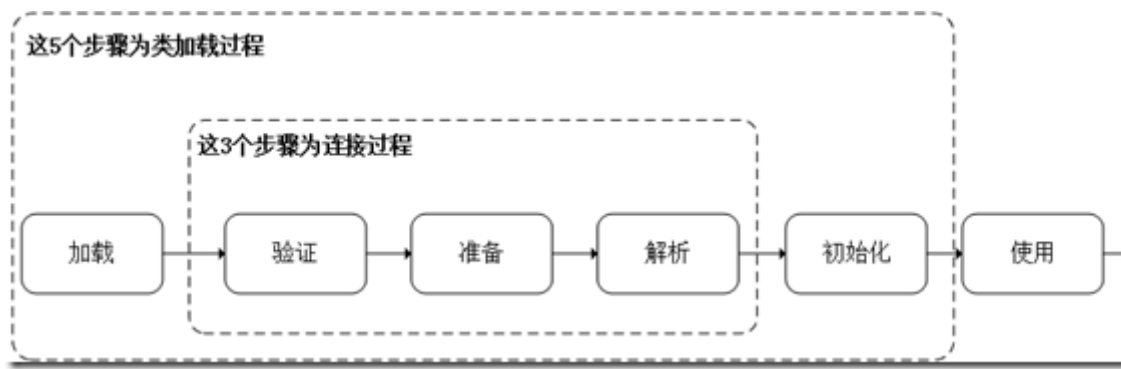 这5个步骤为类加载过程
这3个步骤为连接过程
加载
验证
准备
解析
初始化
使用